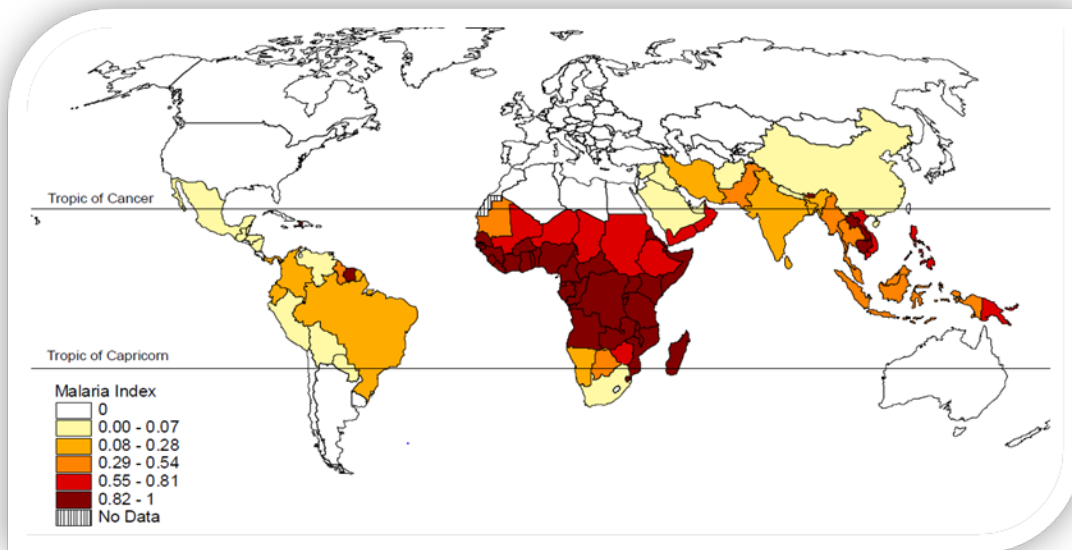 Tropic of Cancer
Tropic of Capricorn
Malaria Index
0
0.00 - 0.07
0.08 - 0.28
0.29 - 0.54
0.55 - 0.81
0.82 - 1
No Data